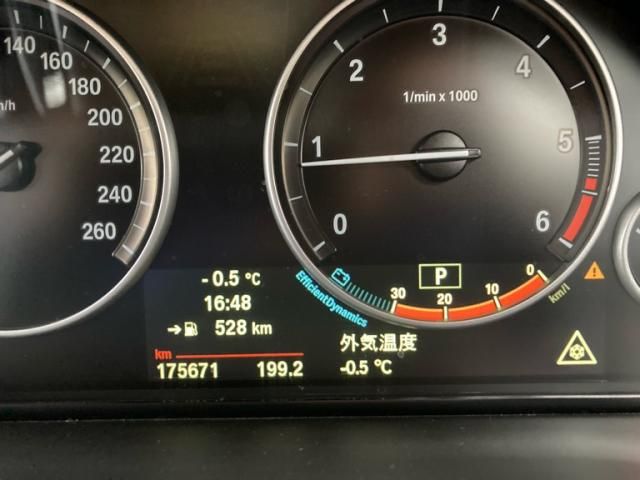 140
160
180
200
220
240
260
0
1
2
3
4
5
6
1/min x 1000
P
30
20
10
0
km/l
EfficientDynamics
-0.5 °C
16:48
528 km
km
175671 199.2
外気温度
-0.5 °C